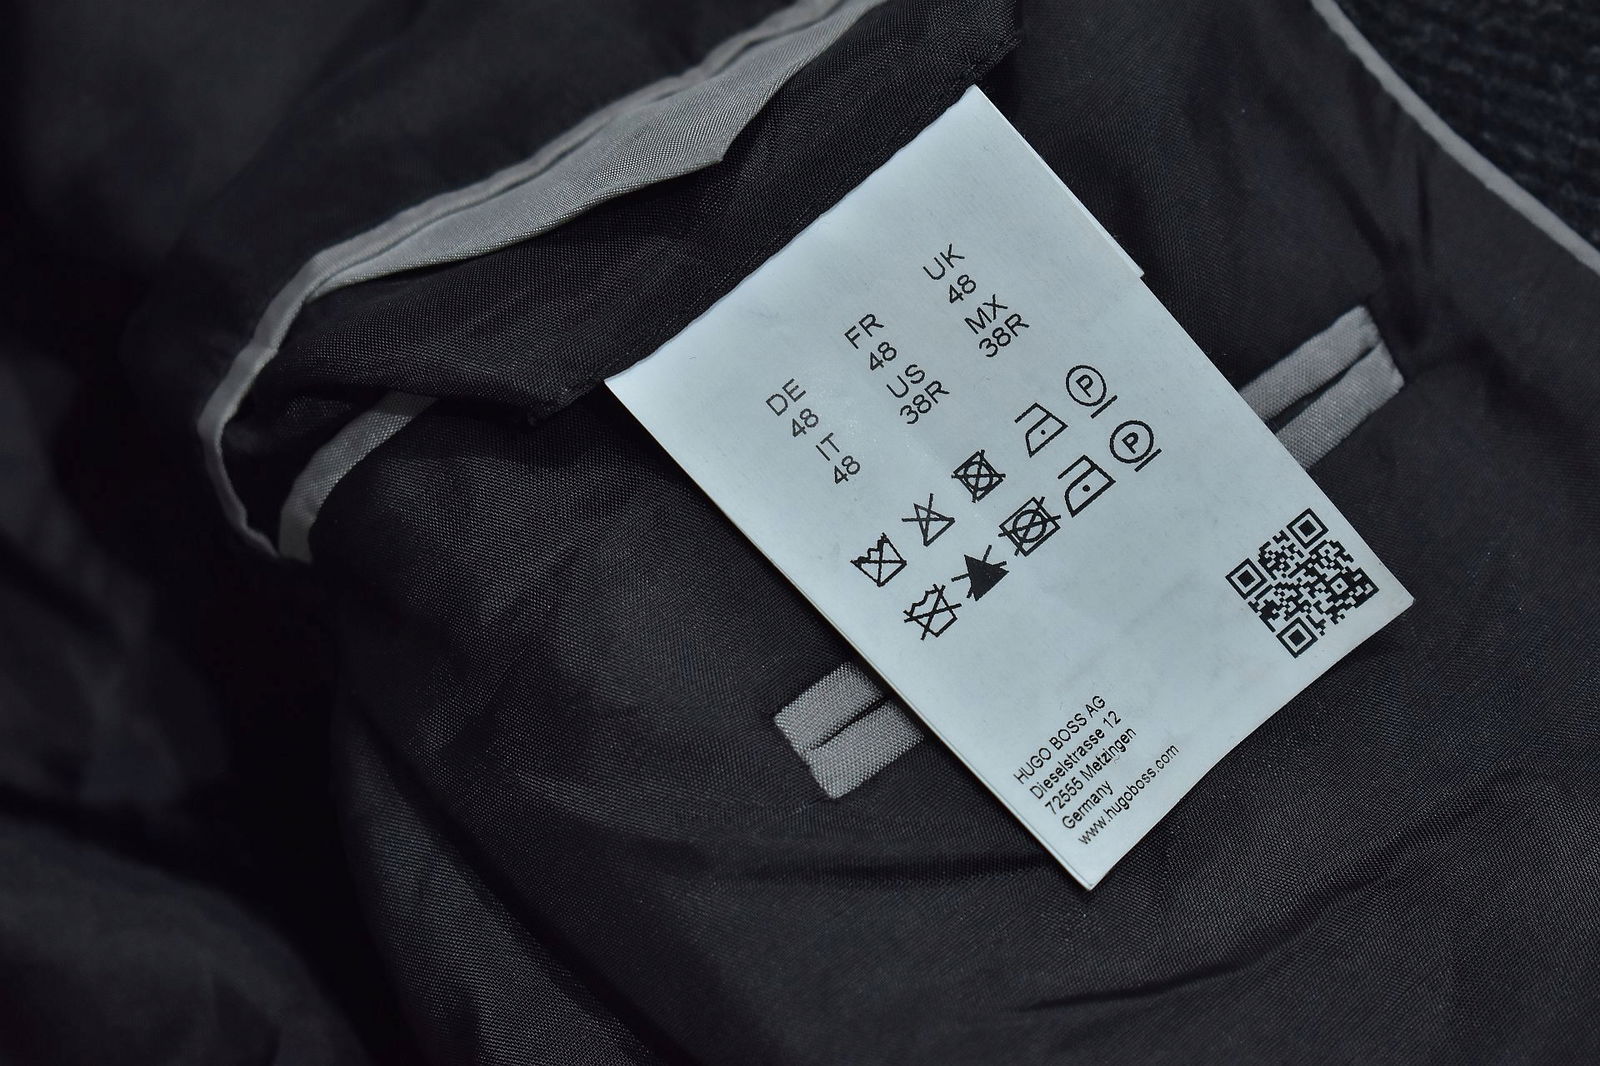 DE
48
IT
48
FR
48
US
38R
UK
48
MX
38R
P
P
HUGO BOSS AG
Dieselstrasse 12
72555 Metzingen
Germany
www.hugoboss.com